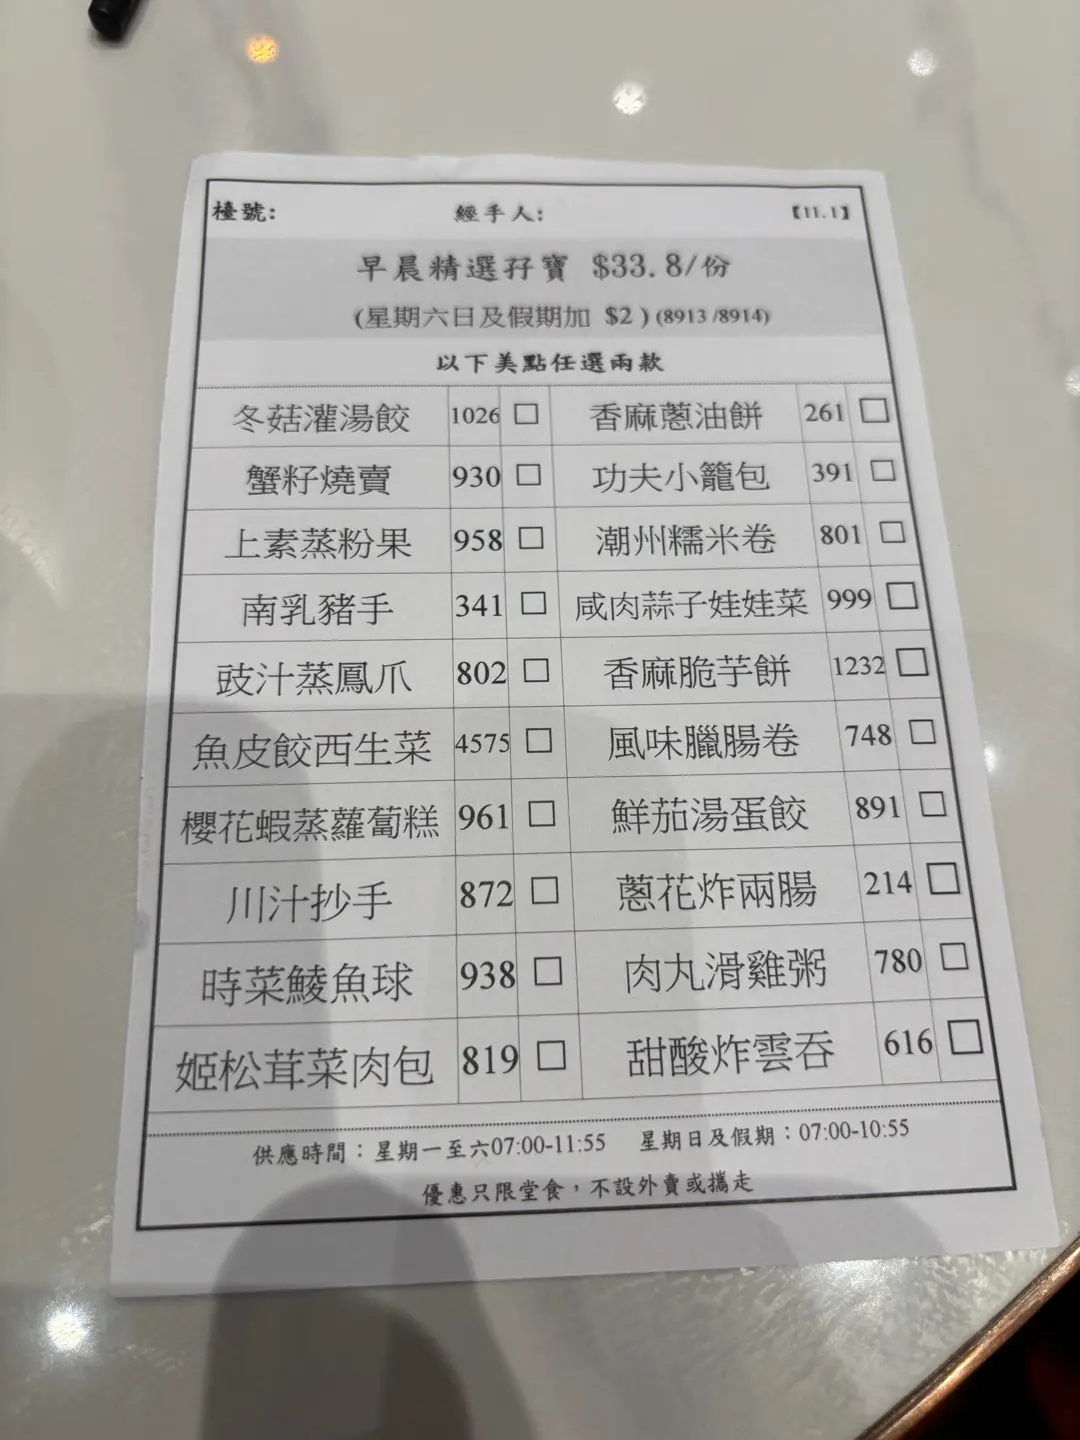 檯號: 經手人: 【11.1】
早晨精選孖寶 $33.8/份
(星期六日及假期加 $2 ) (8913 /8914)
以下美點任選兩款
冬菇灌湯餃 1026 □ 香麻蔥油餅 261 □
蟹籽燒賣 930 □ 功夫小籠包 391 □
上素蒸粉果 958 □ 潮州糯米卷 801 □
南乳豬手 341 □ 咸肉蒜子娃娃菜 999 □
豉汁蒸鳳爪 802 □ 香麻脆芋餅 1232 □
魚皮餃西生菜 4575 □ 風味臘腸卷 748 □
櫻花蝦蒸蘿蔔糕 961 □ 鮮茄湯蛋餃 891 □
川汁抄手 872 □ 蔥花炸兩腸 214 □
時菜鯪魚球 938 □ 肉丸滑雞粥 780 □
姬松茸菜肉包 819 □ 甜酸炸雲吞 616 □
供應時間：星期一至六07:00-11:55 星期日及假期：07:00-10:55
優惠只限堂食，不設外賣或攜走